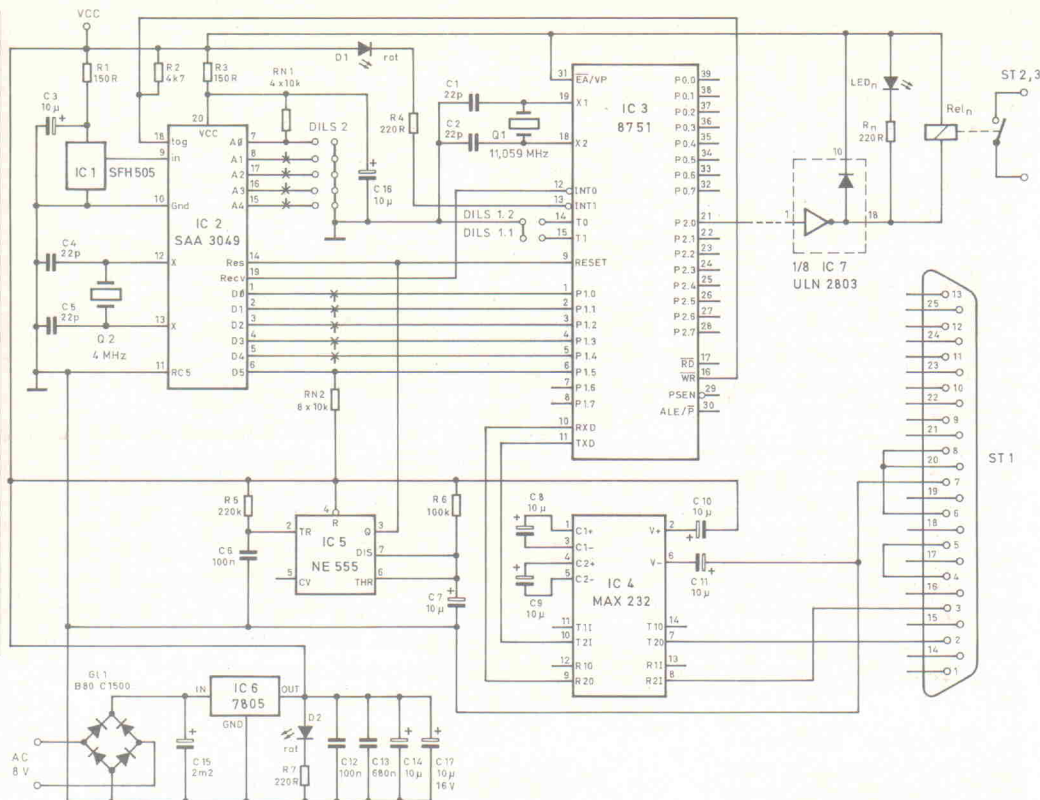 VCC
R1
150R
R2
4k7
R3
150R
RN1
4x10k
D1 rot
C3
10µ
+
IC 1
SFH505
20
VCC
18 tog
9 in
10 Gnd
12 X
13 X
11 RC5
IC 2
SAA 3049
A0 7
A1 8
A2 17
A3 16
A4 15
Res 14
Recv 19
D0 1
D1 2
D2 3
D3 4
D4 5
D5 6
DILS 2
+
C16
10µ
R4
220R
C4
22p
C5
22p
Q2
4 MHz
C1
22p
C2
22p
Q1
11,059 MHz
DILS 1.2
DILS 1.1
IC 3
8751
31 EA/VP
19 X1
18 X2
12 INT0
13 INT1
14 T0
15 T1
9 RESET
1 P1.0
2 P1.1
3 P1.2
4 P1.3
5 P1.4
6 P1.5
7 P1.6
8 P1.7
10 RXD
11 TXD
P0.0 39
P0.1 38
P0.2 37
P0.3 36
P0.4 35
P0.5 34
P0.6 33
P0.7 32
P2.0 21
P2.1 22
P2.2 23
P2.3 24
P2.4 25
P2.5 26
P2.6 27
P2.7 28
RD 17
WR 16
PSEN 29
ALE/P 30
LEDn
Rn
220R
Reln
ST 2,3
10
1
18
1/8 IC 7
ULN 2803
RN2
8x10k
R5
220k
C6
100n
R6
100k
+
C7
10µ
4
R
2 TR
Q 3
IC 5
NE 555
DIS 7
5 CV
THR 6
C8
10µ
+
C9
10µ
+
1 C1+
3 C1-
4 C2+
5 C2-
V+ 2
V- 6
IC 4
MAX 232
11 T1I
10 T2I
12 R1O
9 R2O
T1O 14
T2O 7
R1I 13
R2I 8
C10
10µ
+
C11
10µ
+
13
25
12
24
11
23
10
22
9
21
8
20
7
19
6
18
5
17
4
16
3
15
2
14
1
ST 1
Gl 1
B80 C1500
AC
8V
IN
IC 6
7805
OUT
GND
+
C15
2m2
D2
rot
R7
220R
C12
100n
C13
680n
+
C14
10µ
+
C17
10µ
16V